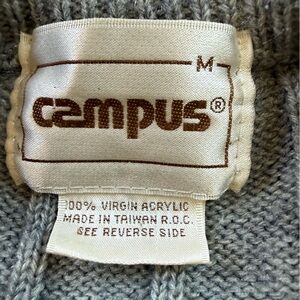 M
campus®
100% VIRGIN ACRYLIC
MADE IN TAIWAN R.O.C.
SEE REVERSE SIDE